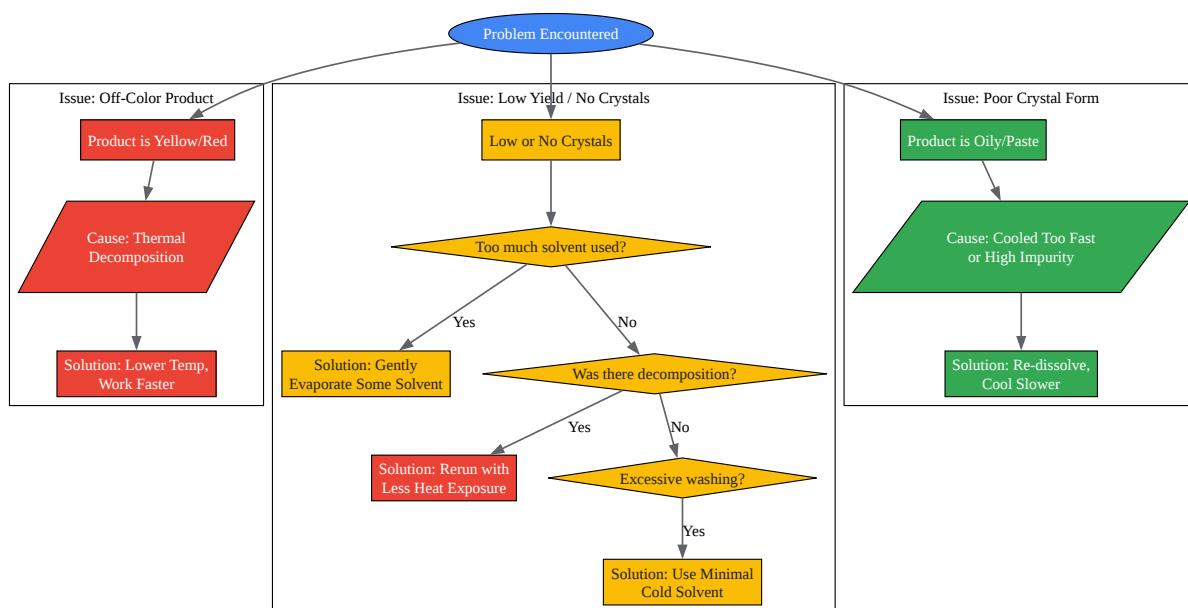 Problem Encountered
Issue: Off-Color Product
Product is Yellow/Red
Cause: Thermal
Decomposition
Solution: Lower Temp,
Work Faster
Issue: Low Yield / No Crystals
Low or No Crystals
Too much solvent used?
Yes
No
Solution: Gently
Evaporate Some Solvent
Was there decomposition?
Yes
No
Solution: Rerun with
Less Heat Exposure
Excessive washing?
Yes
Solution: Use Minimal
Cold Solvent
Issue: Poor Crystal Form
Product is Oily/Paste
Cause: Cooled Too Fast
or High Impurity
Solution: Re-dissolve,
Cool Slower